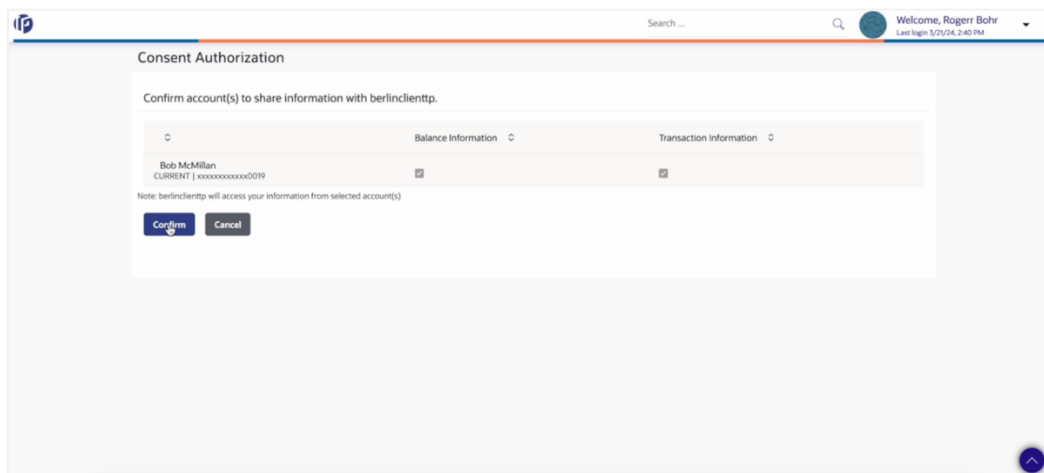 Search ...
Welcome, Rogerr Bohr
Last login 3/21/24, 2:40 PM
Consent Authorization
Confirm account(s) to share information with berlinclienttp.
Balance Information
Transaction Information
Bob McMillan
CURRENT | xxxxxxxxxxxx0019
Note: berlinclienttp will access your information from selected account(s)
Confirm
Cancel